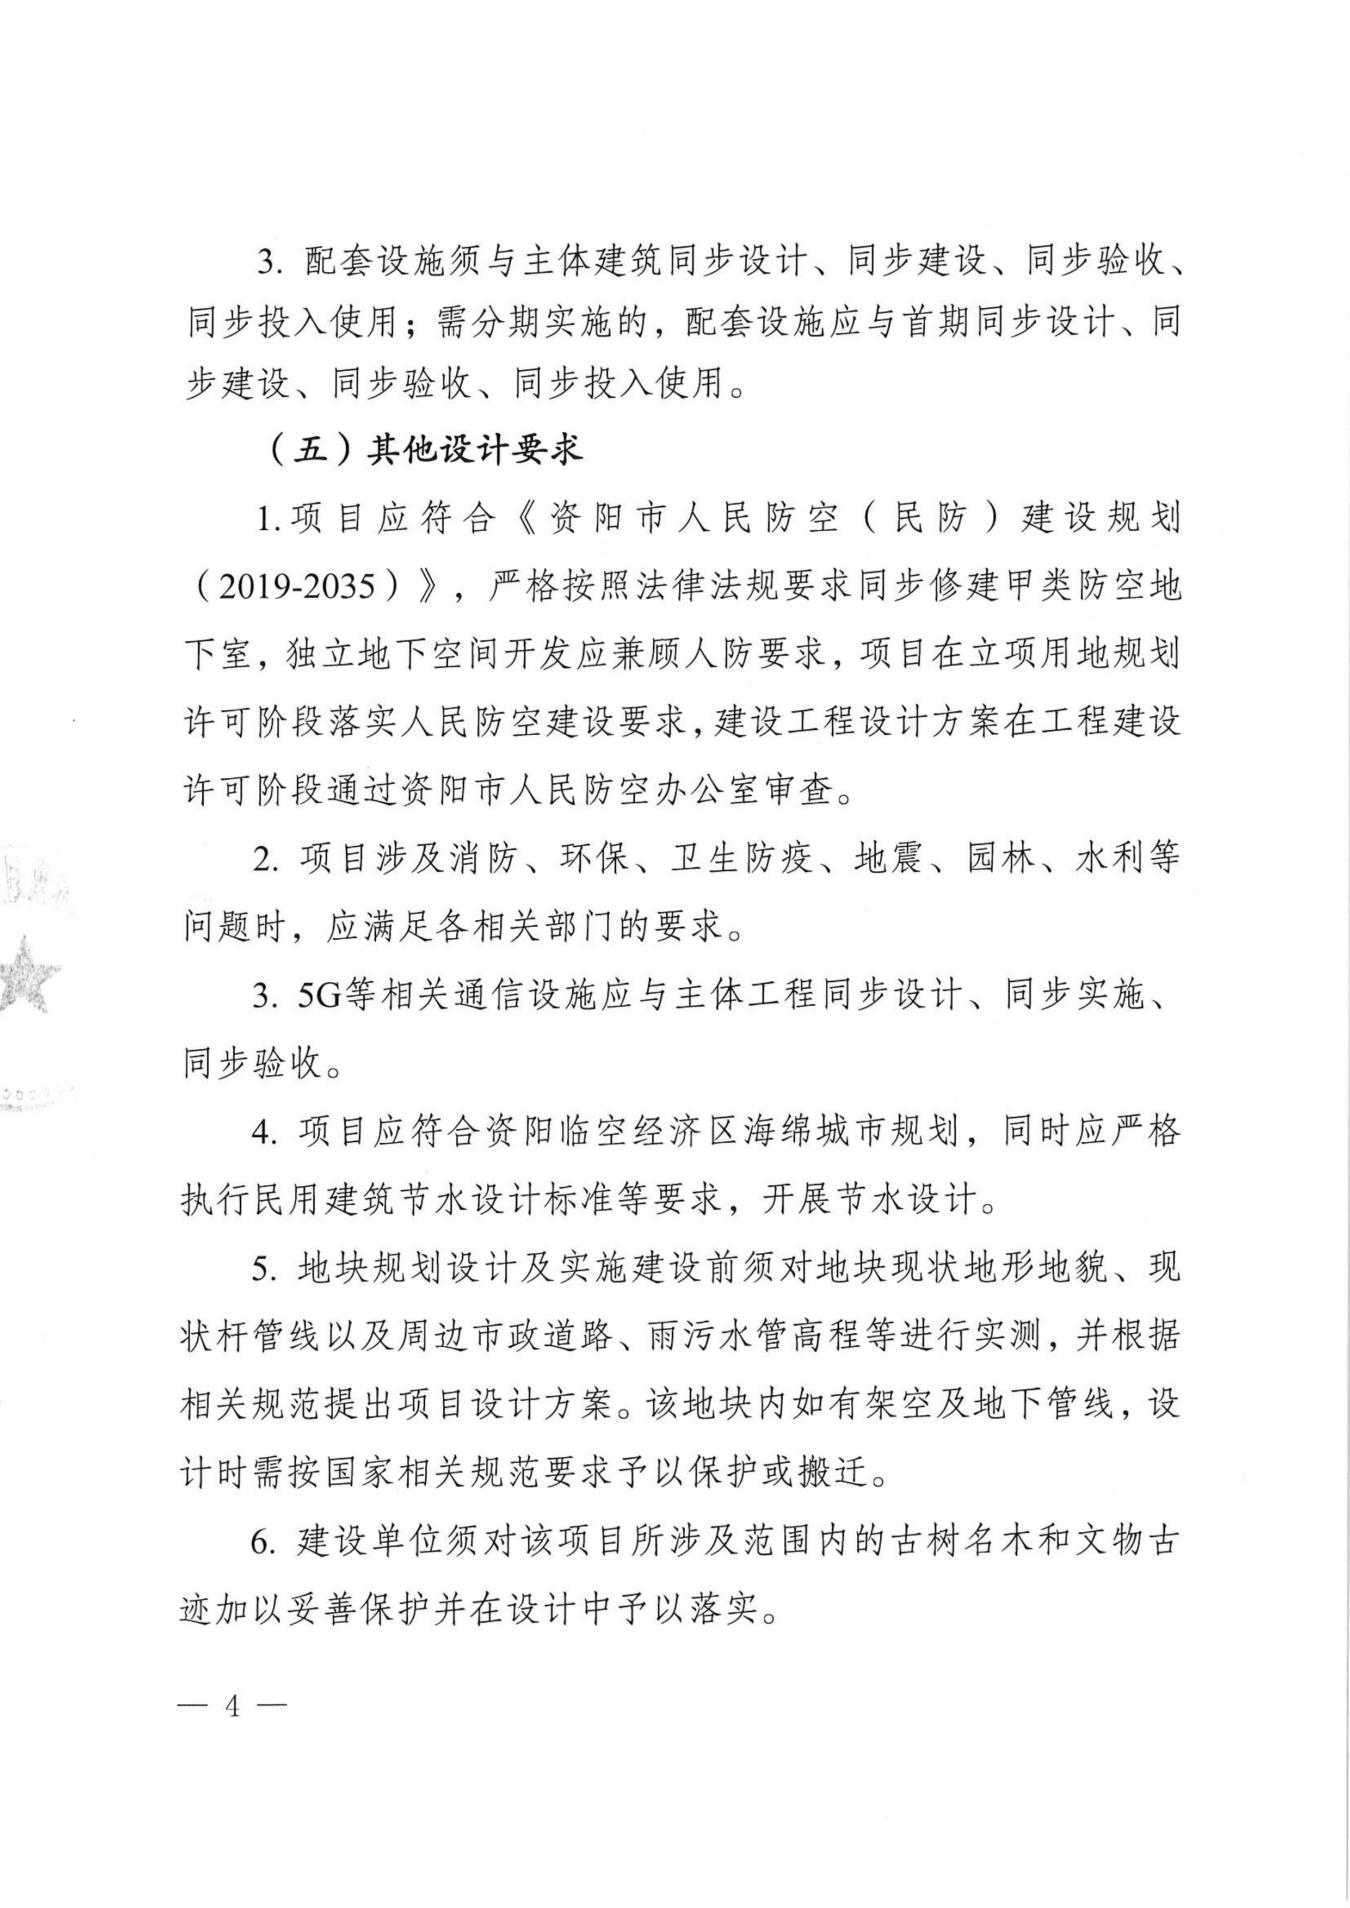 3. 配套设施须与主体建筑同步设计、同步建设、同步验收、
同步投入使用；需分期实施的，配套设施应与首期同步设计、同
步建设、同步验收、同步投入使用。
（五）其他设计要求
1.项目应符合《资阳市人民防空（民防）建设规划
（2019-2035）》，严格按照法律法规要求同步修建甲类防空地
下室，独立地下空间开发应兼顾人防要求，项目在立项用地规划
许可阶段落实人民防空建设要求，建设工程设计方案在工程建设
许可阶段通过资阳市人民防空办公室审查。
2. 项目涉及消防、环保、卫生防疫、地震、园林、水利等
问题时，应满足各相关部门的要求。
3. 5G等相关通信设施应与主体工程同步设计、同步实施、
同步验收。
4. 项目应符合资阳临空经济区海绵城市规划，同时应严格
执行民用建筑节水设计标准等要求，开展节水设计。
5. 地块规划设计及实施建设前须对地块现状地形地貌、现
状杆管线以及周边市政道路、雨污水管高程等进行实测，并根据
相关规范提出项目设计方案。该地块内如有架空及地下管线，设
计时需按国家相关规范要求予以保护或搬迁。
6. 建设单位须对该项目所涉及范围内的古树名木和文物古
迹加以妥善保护并在设计中予以落实。
— 4 —